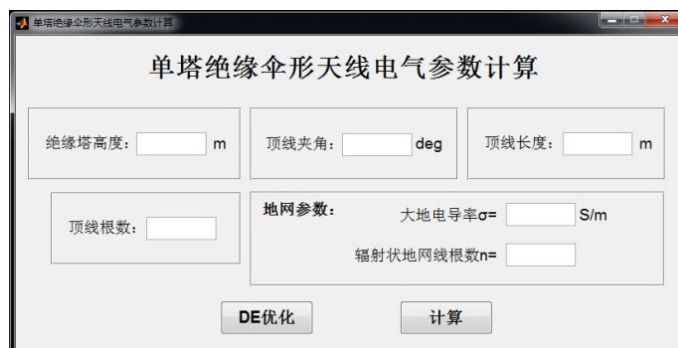 单塔绝缘伞形天线电气参数计算
单塔绝缘伞形天线电气参数计算
绝缘塔高度： m 顶线夹角： deg 顶线长度： m
顶线根数： 地网参数： 大地电导率σ= S/m
辐射状地网线根数n=
DE优化 计算